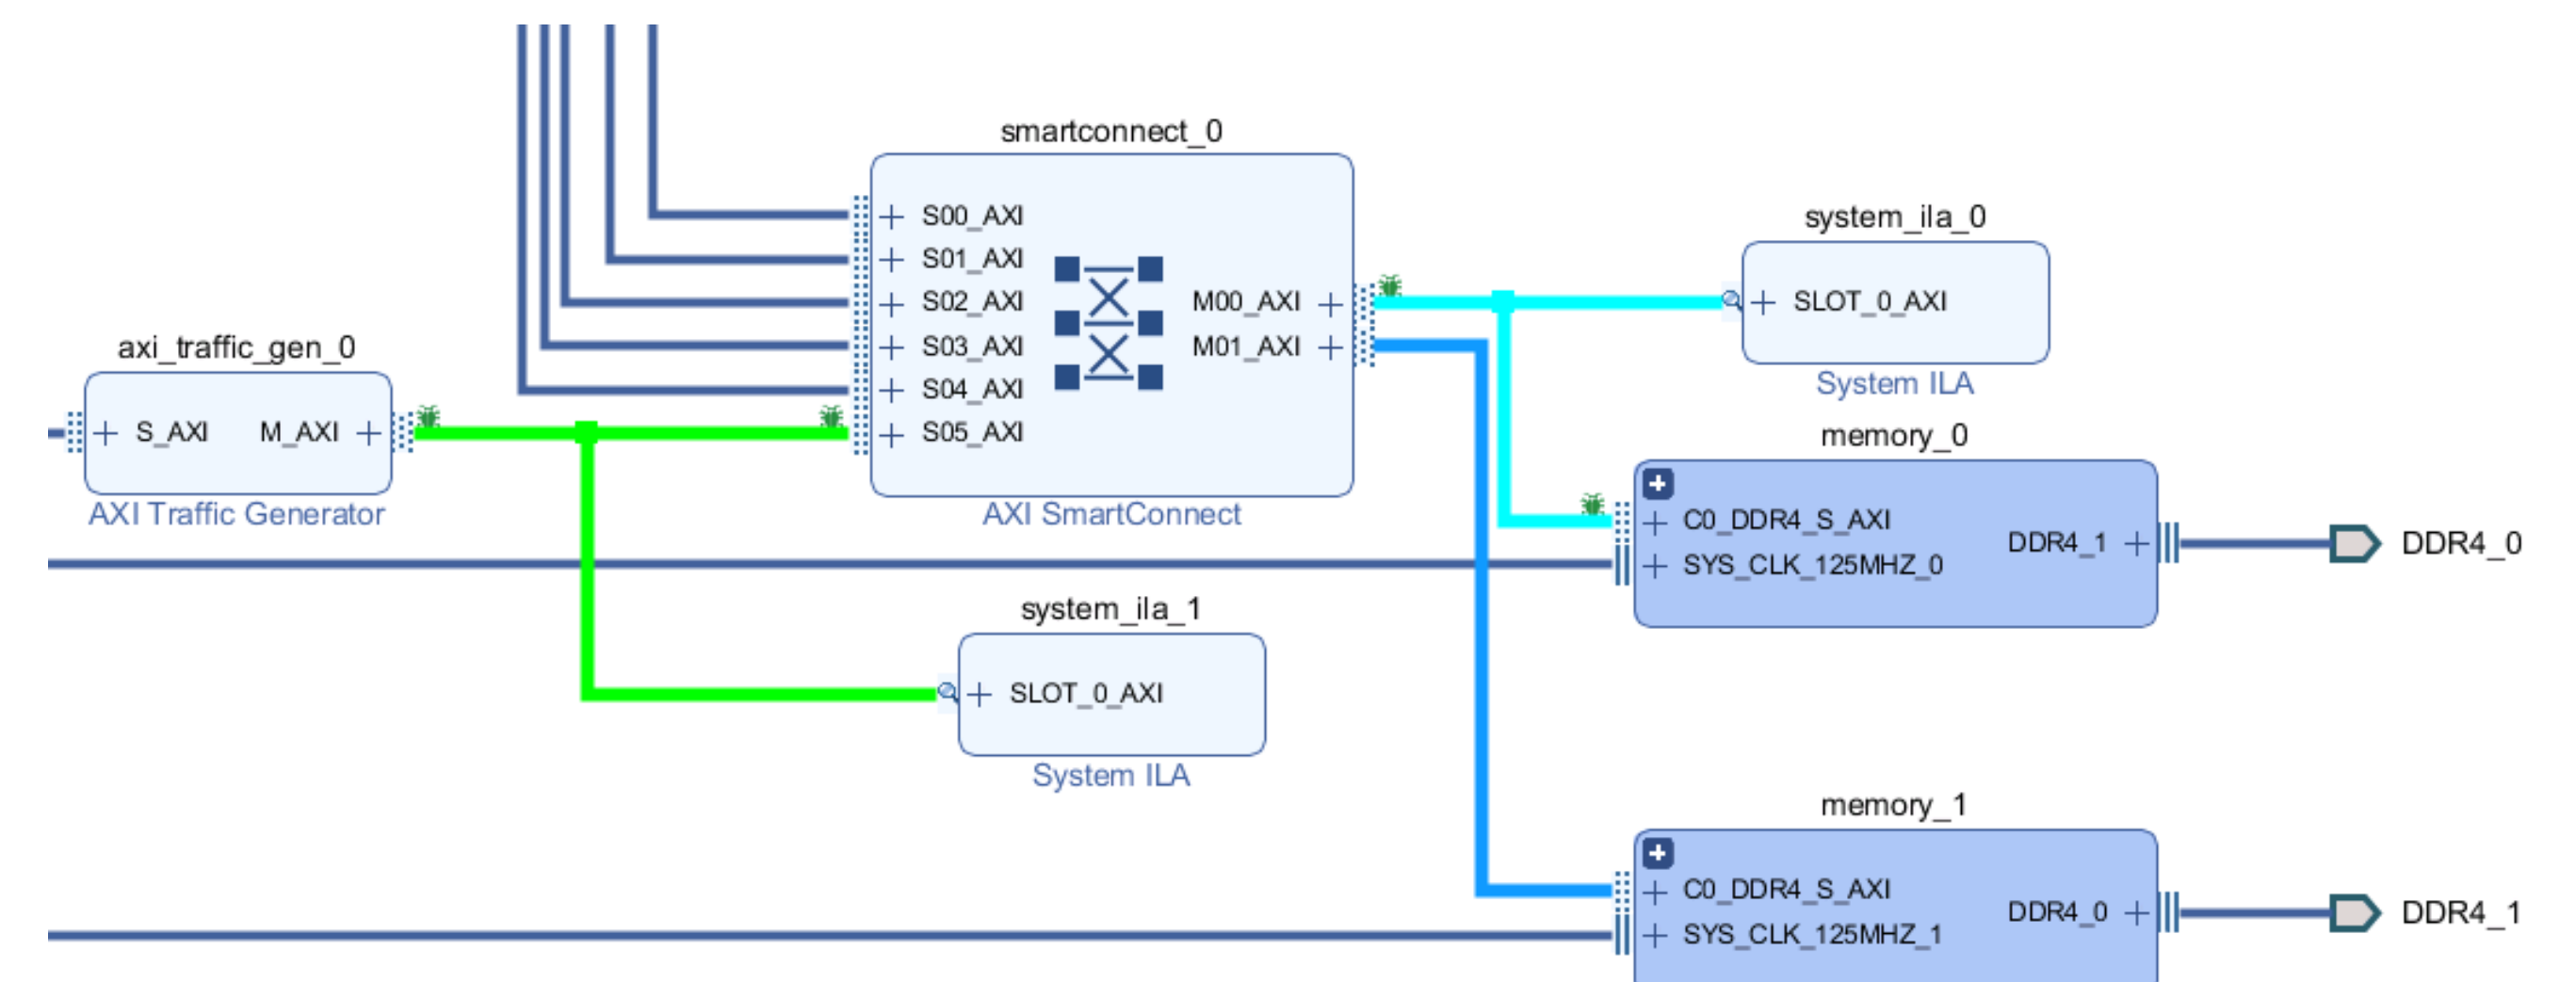 smartconnect_0
S00_AXI
S01_AXI
S02_AXI
S03_AXI
S04_AXI
S05_AXI
M00_AXI
M01_AXI
AXI SmartConnect
system_ila_0
SLOT_0_AXI
System ILA
axi_traffic_gen_0
S_AXI M_AXI
AXI Traffic Generator
memory_0
C0_DDR4_S_AXI
SYS_CLK_125MHZ_0
DDR4_1
DDR4_0
system_ila_1
SLOT_0_AXI
System ILA
memory_1
C0_DDR4_S_AXI
SYS_CLK_125MHZ_1
DDR4_0
DDR4_1